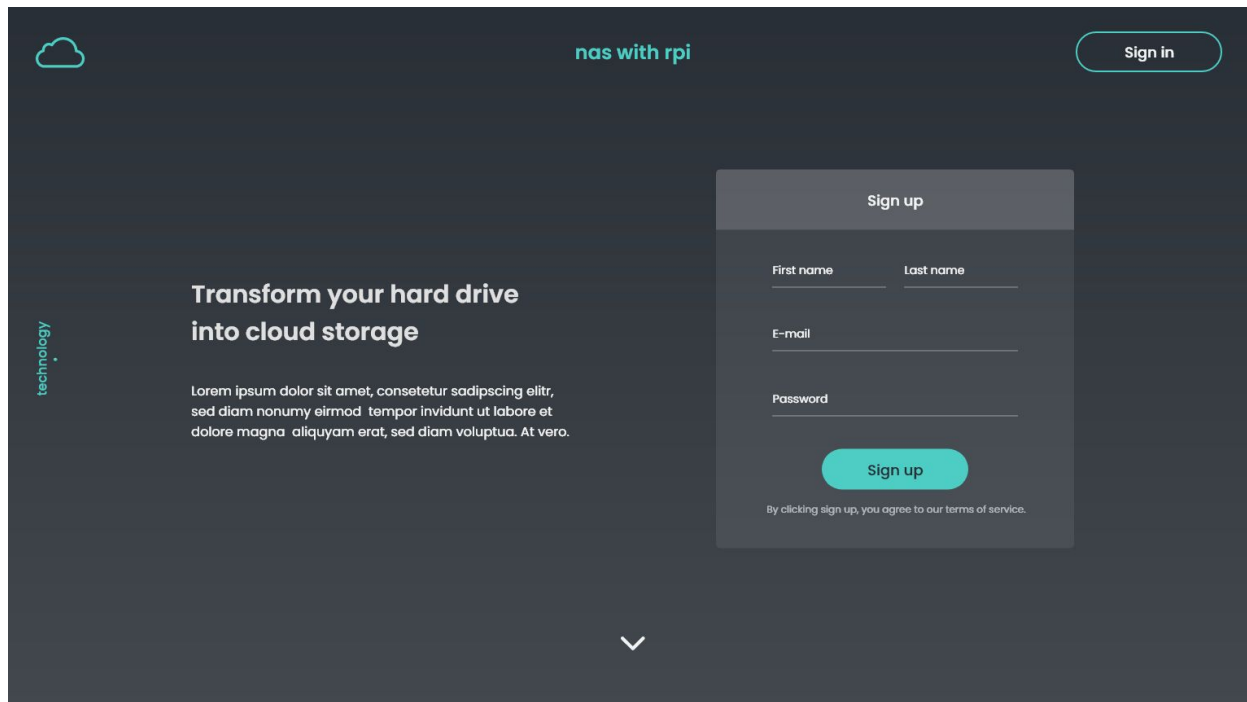 nas with rpi
Sign in
technology
Transform your hard drive
into cloud storage
Lorem ipsum dolor sit amet, consetetur sadipscing elitr,
sed diam nonumy eirmod  tempor invidunt ut labore et
dolore magna  aliquyam erat, sed diam voluptua. At vero.
Sign up
First name
Last name
E-mail
Password
Sign up
By clicking sign up, you agree to our terms of service.